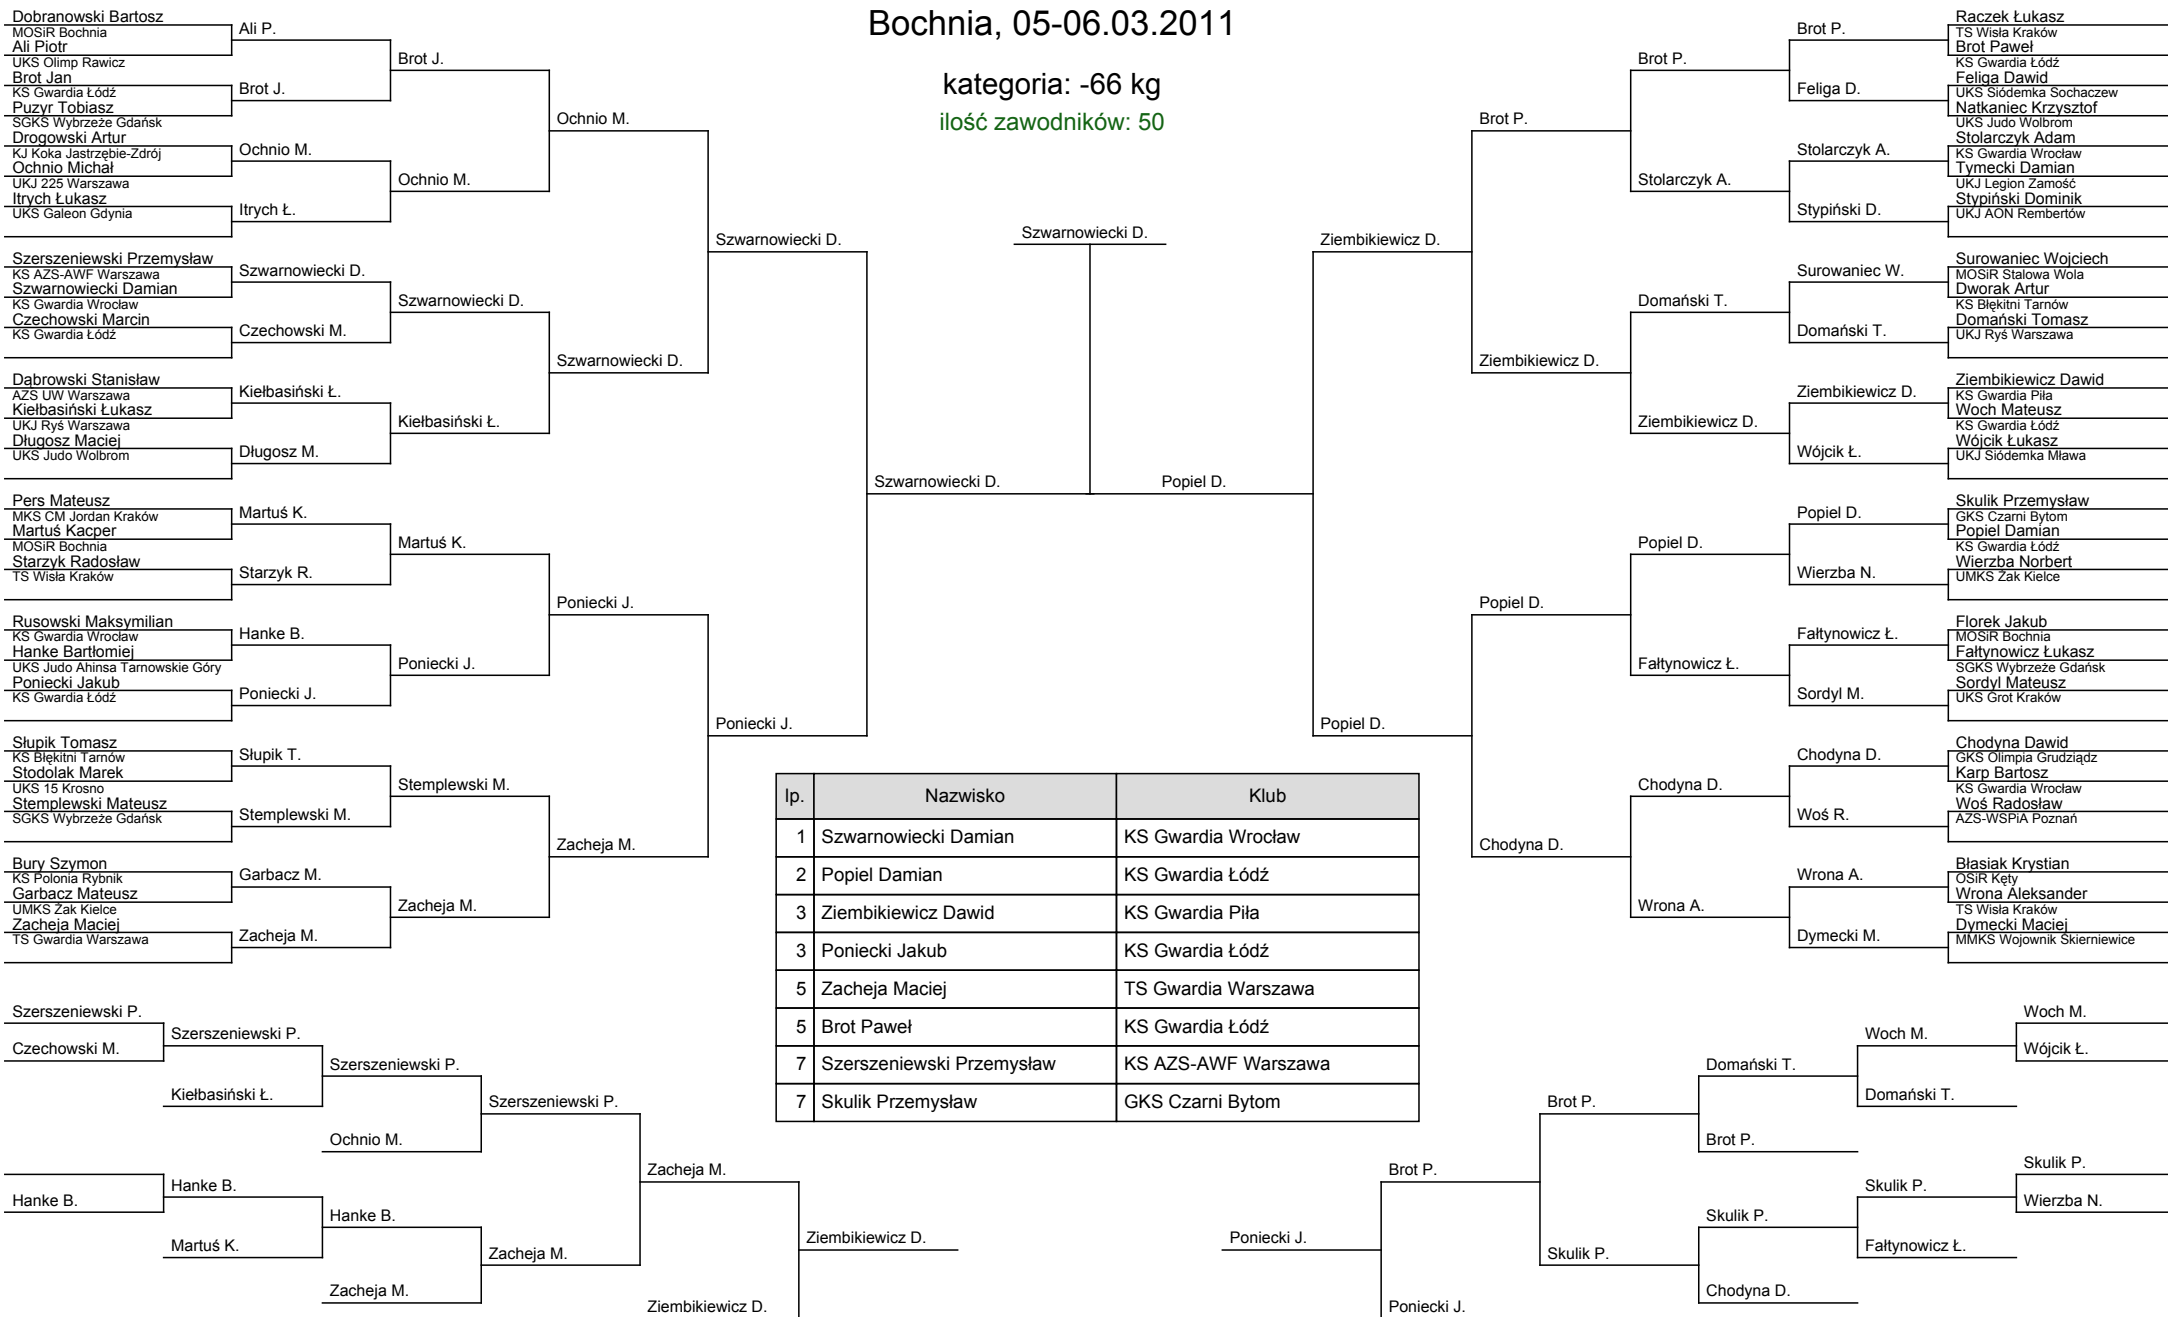 Bochnia, 05-06.03.2011
kategoria: -66 kg
ilość zawodników: 50
Dobranowski Bartosz
MOSiR Bochnia
Ali Piotr
UKS Olimp Rawicz
Brot Jan
KS Gwardia Łódź
Puzyr Tobiasz
SGKS Wybrzeże Gdańsk
Drogowski Artur
KJ Koka Jastrzębie-Zdrój
Ochnio Michał
UKJ 225 Warszawa
Itrych Łukasz
UKS Galeon Gdynia
Szerszeniewski Przemysław
KS AZS-AWF Warszawa
Szwarnowiecki Damian
KS Gwardia Wrocław
Czechowski Marcin
KS Gwardia Łódź
Dąbrowski Stanisław
AZS UW Warszawa
Kiełbasiński Łukasz
UKJ Ryś Warszawa
Długosz Maciej
UKS Judo Wolbrom
Pers Mateusz
MKS CM Jordan Kraków
Martuś Kacper
MOSiR Bochnia
Starzyk Radosław
TS Wisła Kraków
Rusowski Maksymilian
KS Gwardia Wrocław
Hanke Bartłomiej
UKS Judo Ahinsa Tarnowskie Góry
Poniecki Jakub
KS Gwardia Łódź
Słupik Tomasz
KS Błękitni Tarnów
Stodolak Marek
UKS 15 Krosno
Stemplewski Mateusz
SGKS Wybrzeże Gdańsk
Bury Szymon
KS Polonia Rybnik
Garbacz Mateusz
UMKS Żak Kielce
Zacheja Maciej
TS Gwardia Warszawa
Ali P.
Brot J.
Ochnio M.
Itrych Ł.
Szwarnowiecki D.
Czechowski M.
Kiełbasiński Ł.
Długosz M.
Martuś K.
Starzyk R.
Hanke B.
Poniecki J.
Słupik T.
Stemplewski M.
Garbacz M.
Zacheja M.
Brot J.
Ochnio M.
Szwarnowiecki D.
Kiełbasiński Ł.
Martuś K.
Poniecki J.
Stemplewski M.
Zacheja M.
Ochnio M.
Szwarnowiecki D.
Poniecki J.
Zacheja M.
Szwarnowiecki D.
Poniecki J.
Szwarnowiecki D.
Szwarnowiecki D.
Popiel D.
Ziembikiewicz D.
Popiel D.
Brot P.
Ziembikiewicz D.
Popiel D.
Chodyna D.
Brot P.
Stolarczyk A.
Domański T.
Ziembikiewicz D.
Popiel D.
Fałtynowicz Ł.
Chodyna D.
Wrona A.
Brot P.
Feliga D.
Stolarczyk A.
Stypiński D.
Surowaniec W.
Domański T.
Ziembikiewicz D.
Wójcik Ł.
Popiel D.
Wierzba N.
Fałtynowicz Ł.
Sordyl M.
Chodyna D.
Woś R.
Wrona A.
Dymecki M.
Raczek Łukasz
TS Wisła Kraków
Brot Paweł
KS Gwardia Łódź
Feliga Dawid
UKS Siódemka Sochaczew
Natkaniec Krzysztof
UKS Judo Wolbrom
Stolarczyk Adam
KS Gwardia Wrocław
Tymecki Damian
UKJ Legion Zamość
Stypiński Dominik
UKJ AON Rembertów
Surowaniec Wojciech
MOSiR Stalowa Wola
Dworak Artur
KS Błękitni Tarnów
Domański Tomasz
UKJ Ryś Warszawa
Ziembikiewicz Dawid
KS Gwardia Piła
Woch Mateusz
KS Gwardia Łódź
Wójcik Łukasz
UKJ Siódemka Mława
Skulik Przemysław
GKS Czarni Bytom
Popiel Damian
KS Gwardia Łódź
Wierzba Norbert
UMKS Żak Kielce
Florek Jakub
MOSiR Bochnia
Fałtynowicz Łukasz
SGKS Wybrzeże Gdańsk
Sordyl Mateusz
UKS Grot Kraków
Chodyna Dawid
GKS Olimpia Grudziądz
Karp Bartosz
KS Gwardia Wrocław
Woś Radosław
AZS-WSPiA Poznań
Błasiak Krystian
OSiR Kęty
Wrona Aleksander
TS Wisła Kraków
Dymecki Maciej
MMKS Wojownik Skierniewice
lp. Nazwisko Klub
1 Szwarnowiecki Damian KS Gwardia Wrocław
2 Popiel Damian KS Gwardia Łódź
3 Ziembikiewicz Dawid KS Gwardia Piła
3 Poniecki Jakub KS Gwardia Łódź
5 Zacheja Maciej TS Gwardia Warszawa
5 Brot Paweł KS Gwardia Łódź
7 Szerszeniewski Przemysław KS AZS-AWF Warszawa
7 Skulik Przemysław GKS Czarni Bytom
Szerszeniewski P.
Czechowski M.
Hanke B.
Szerszeniewski P.
Kiełbasiński Ł.
Hanke B.
Martuś K.
Szerszeniewski P.
Ochnio M.
Hanke B.
Zacheja M.
Szerszeniewski P.
Zacheja M.
Zacheja M.
Ziembikiewicz D.
Ziembikiewicz D.
Poniecki J.
Brot P.
Poniecki J.
Brot P.
Skulik P.
Domański T.
Brot P.
Skulik P.
Chodyna D.
Woch M.
Domański T.
Skulik P.
Fałtynowicz Ł.
Woch M.
Wójcik Ł.
Skulik P.
Wierzba N.